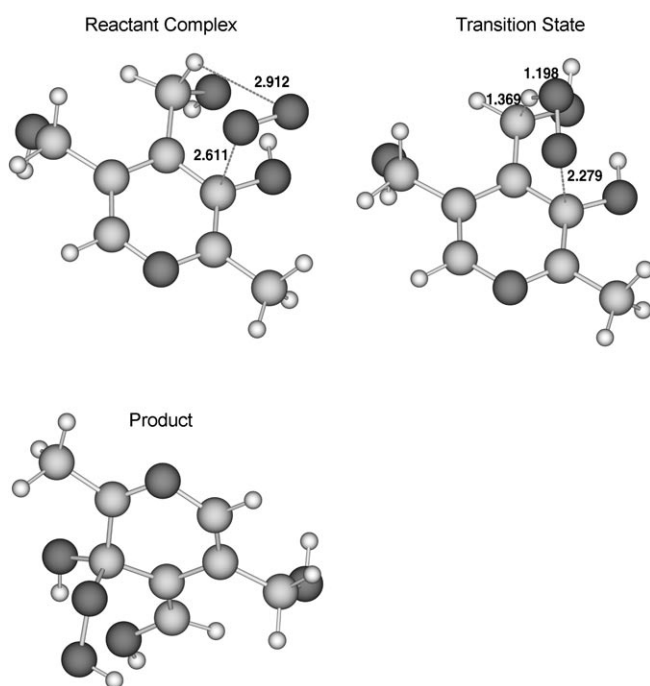 Reactant Complex
Transition State
2.912
2.611
1.198
1.369
2.279
Product